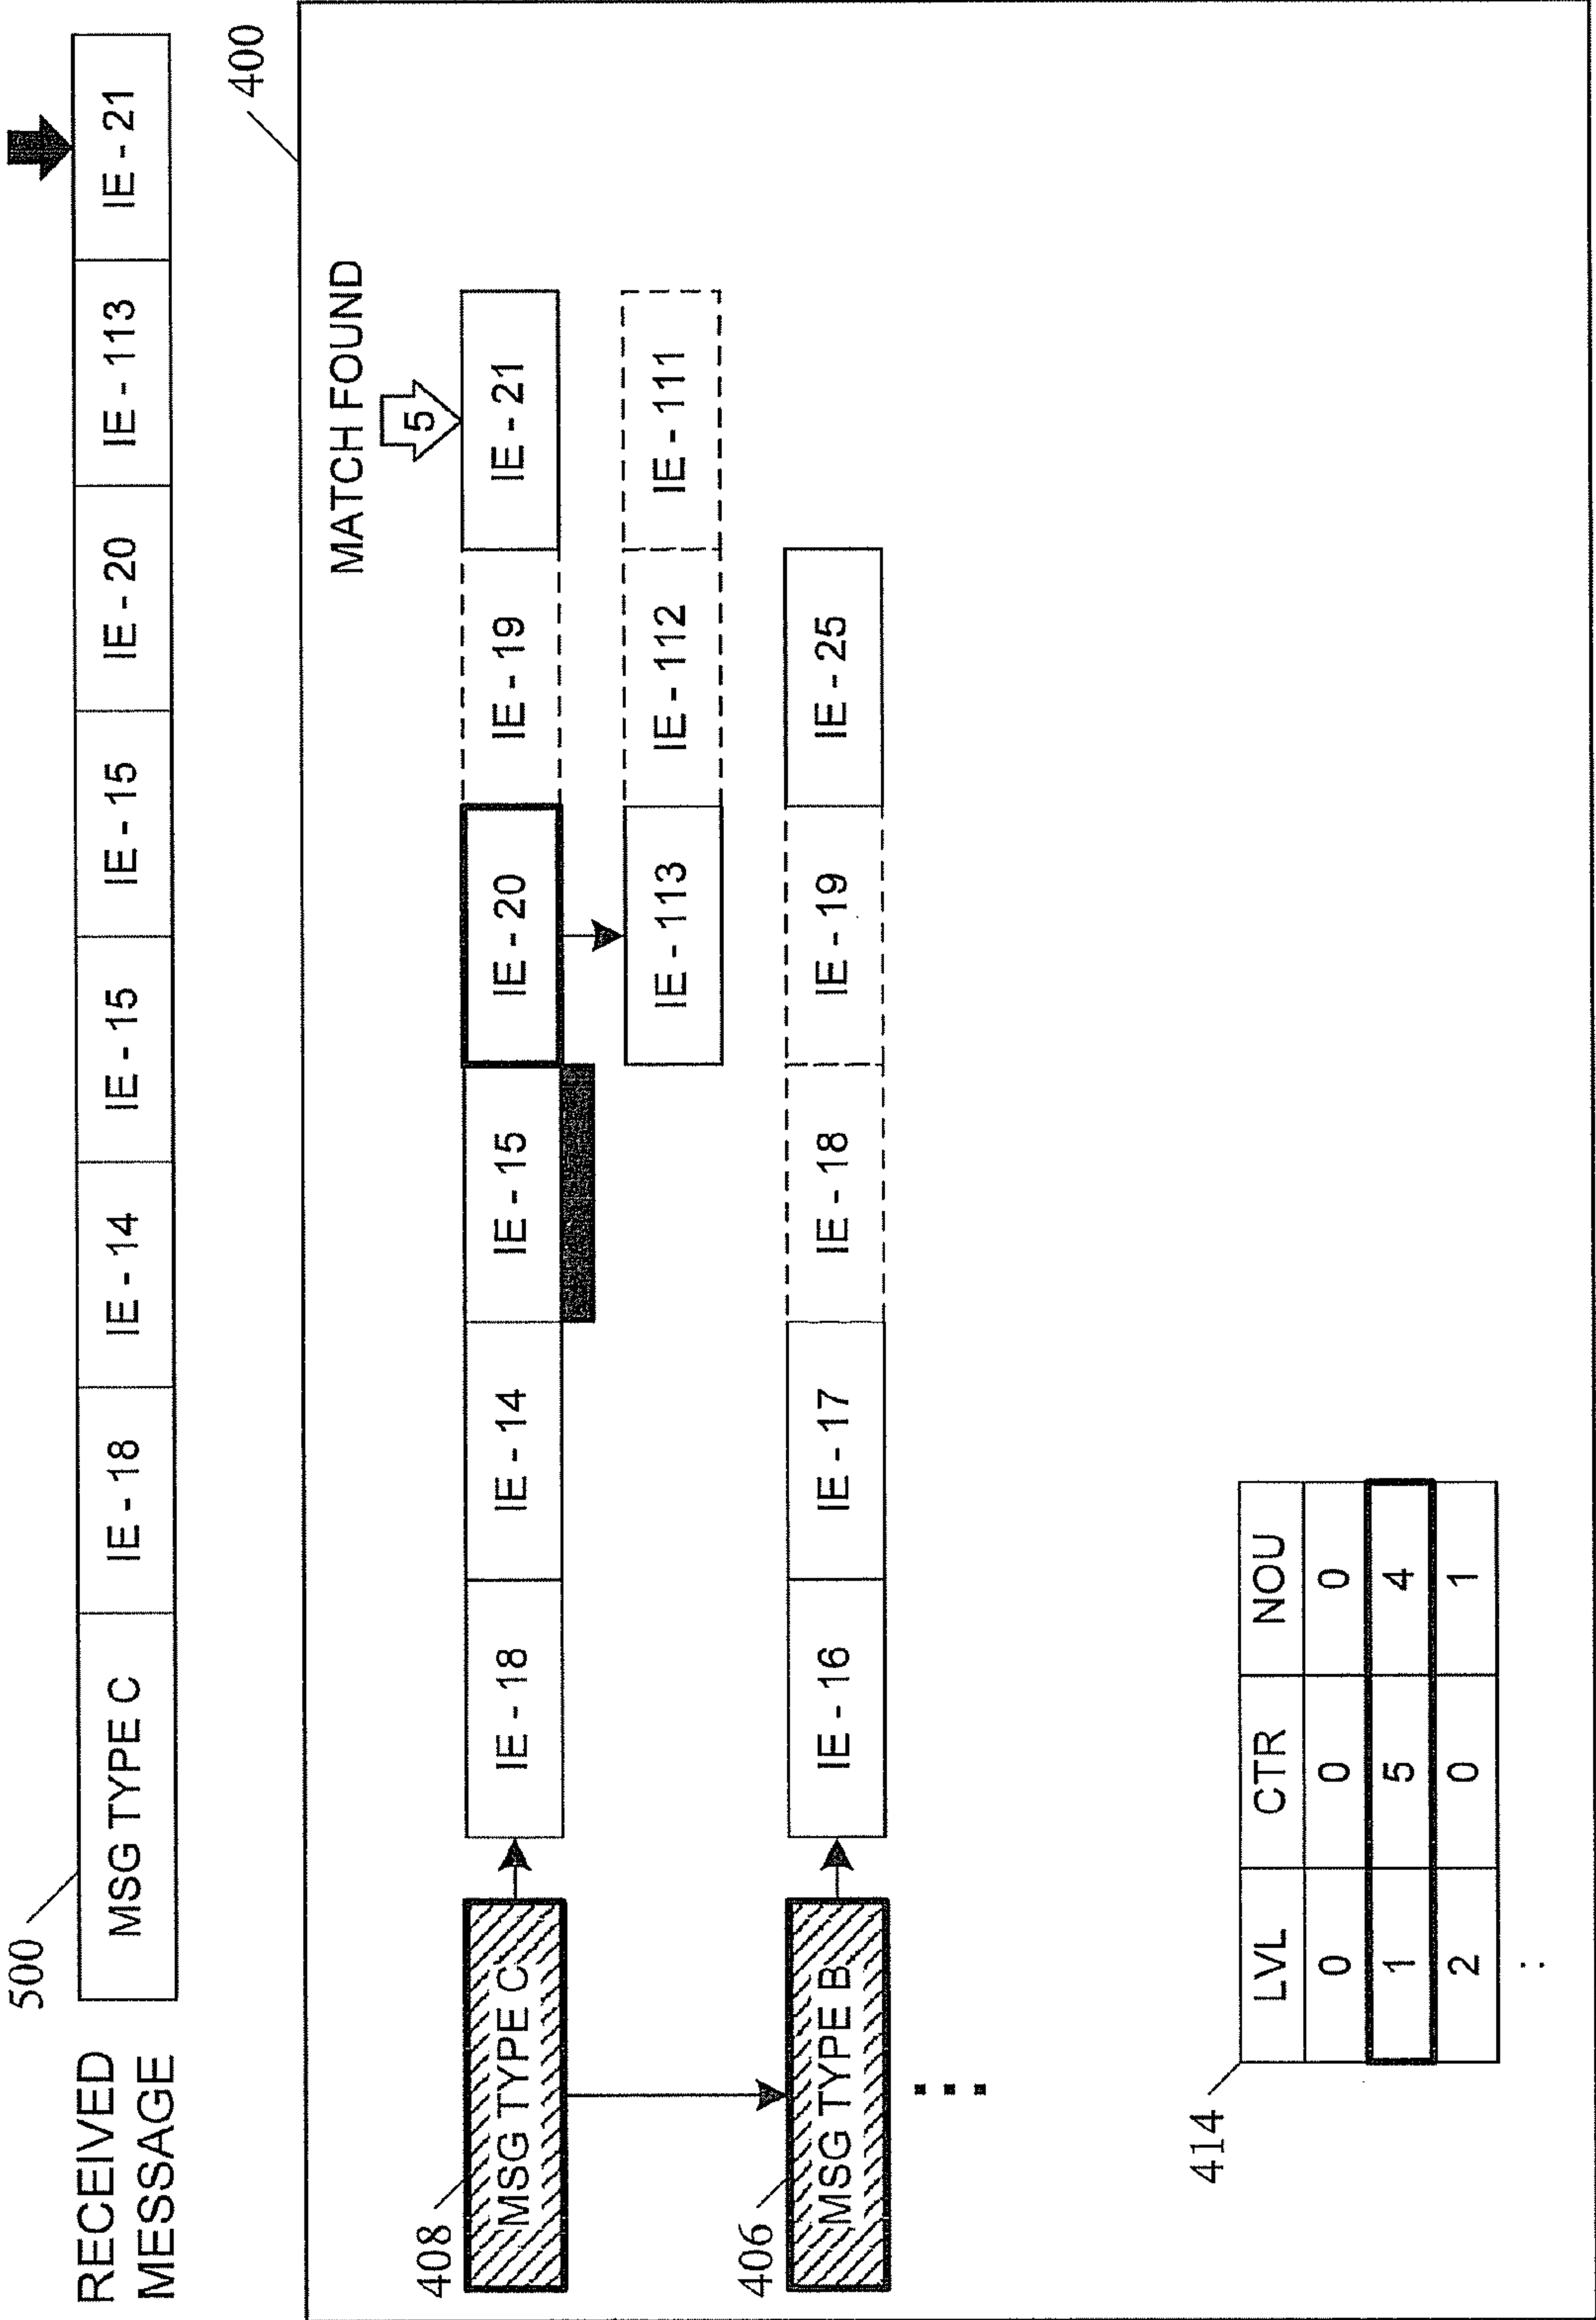 500
RECEIVED
MESSAGE
MSG TYPE C IE - 18 IE - 14 IE - 15 IE - 15 IE - 20 IE - 113 IE - 21
400
MATCH FOUND
5
408
MSG TYPE C IE - 18 IE - 14 IE - 15 IE - 20 IE - 19 IE - 21
IE - 113 IE - 112 IE - 111
406
MSG TYPE B IE - 16 IE - 17 IE - 18 IE - 19 IE - 25
414
LVL CTR NOU
0 0 0
1 5 4
2 0 1